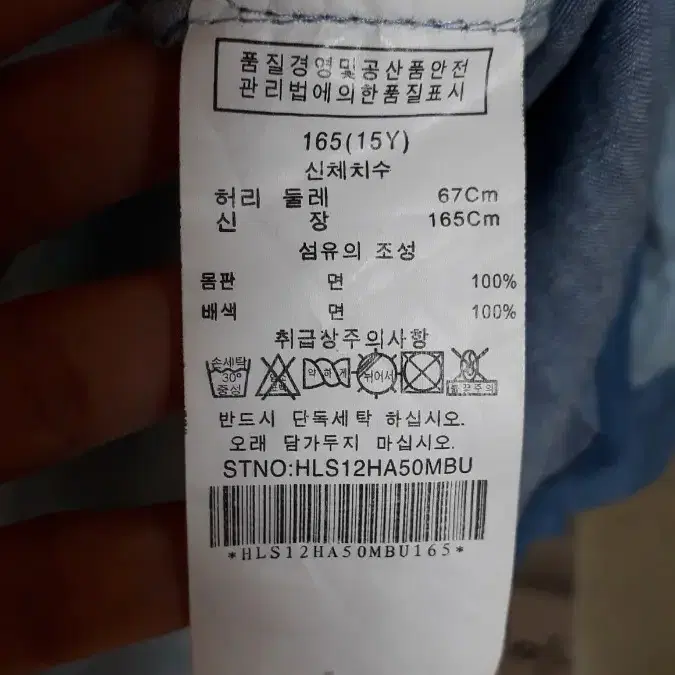 품질경영및공산품안전
관리법에의한품질표시
165(15Y)
신체치수
허리 둘레 67Cm
신 장 165Cm
섬유의 조성
몸판 면 100%
배색 면 100%
취급상주의사항
손세탁 30° 중성 약하게 뉘어서
반드시 단독세탁 하십시오.
오래 담가두지 마십시오.
STNO:HLS12HA50MBU
*HLS12HA50MBU165*